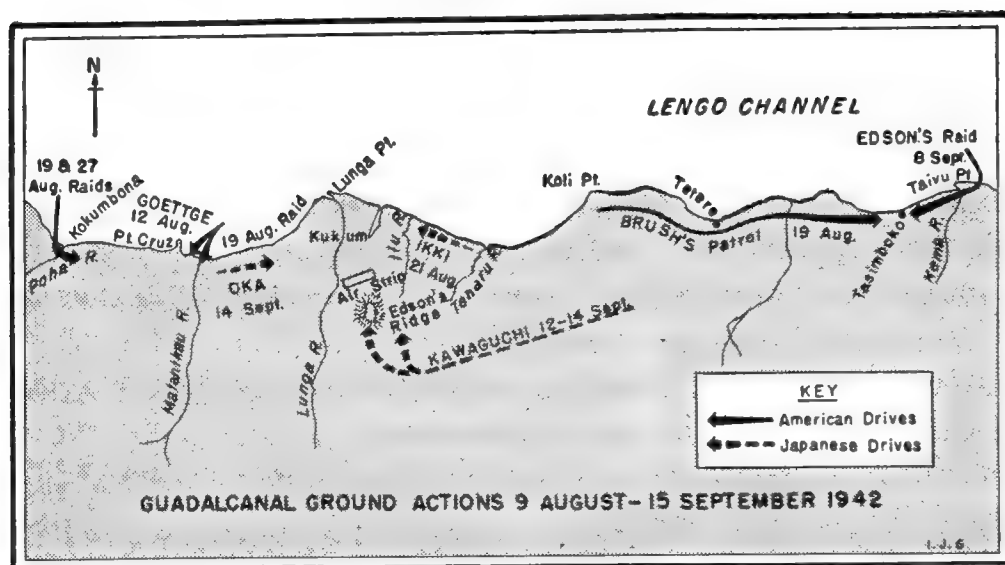 N
LENGO CHANNEL
EDSON'S Raid
8 Sept.
Taivu Pt
19 & 27
Aug. Raids
Kokumbona
GOETTGE
12 Aug.
Pt. Cruz
19 Aug. Raid
Lunga Pt.
Kukum
Koli Pt.
Tetare
BRUSH'S Patrol 19 Aug.
Tasimboko
Kema R.
Poha R.
OKA
14 Sept.
Matanikau R.
Lunga R.
Air Strip
Edson's
Ridge
Ilu R.
IKKI
21 Aug.
Tenaru R.
KAWAGUCHI 12-14 Sept.
KEY
American Drives
Japanese Drives
GUADALCANAL GROUND ACTIONS 9 AUGUST-15 SEPTEMBER 1942
I.J.G